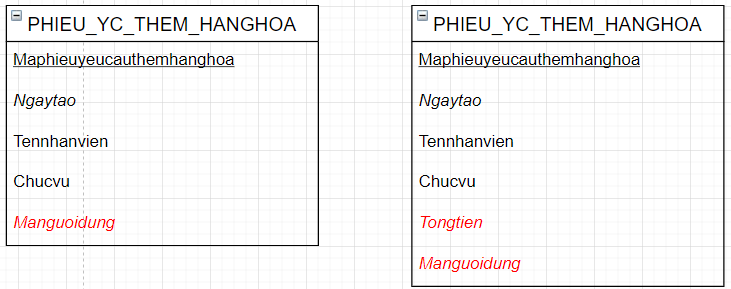 PHIEU_YC_THEM_HANGHOA
Maphieuyeucauthemhanghoa
Ngaytao
Tennhanvien
Chucvu
Manguoidung
PHIEU_YC_THEM_HANGHOA
Maphieuyeucauthemhanghoa
Ngaytao
Tennhanvien
Chucvu
Tongtien
Manguoidung